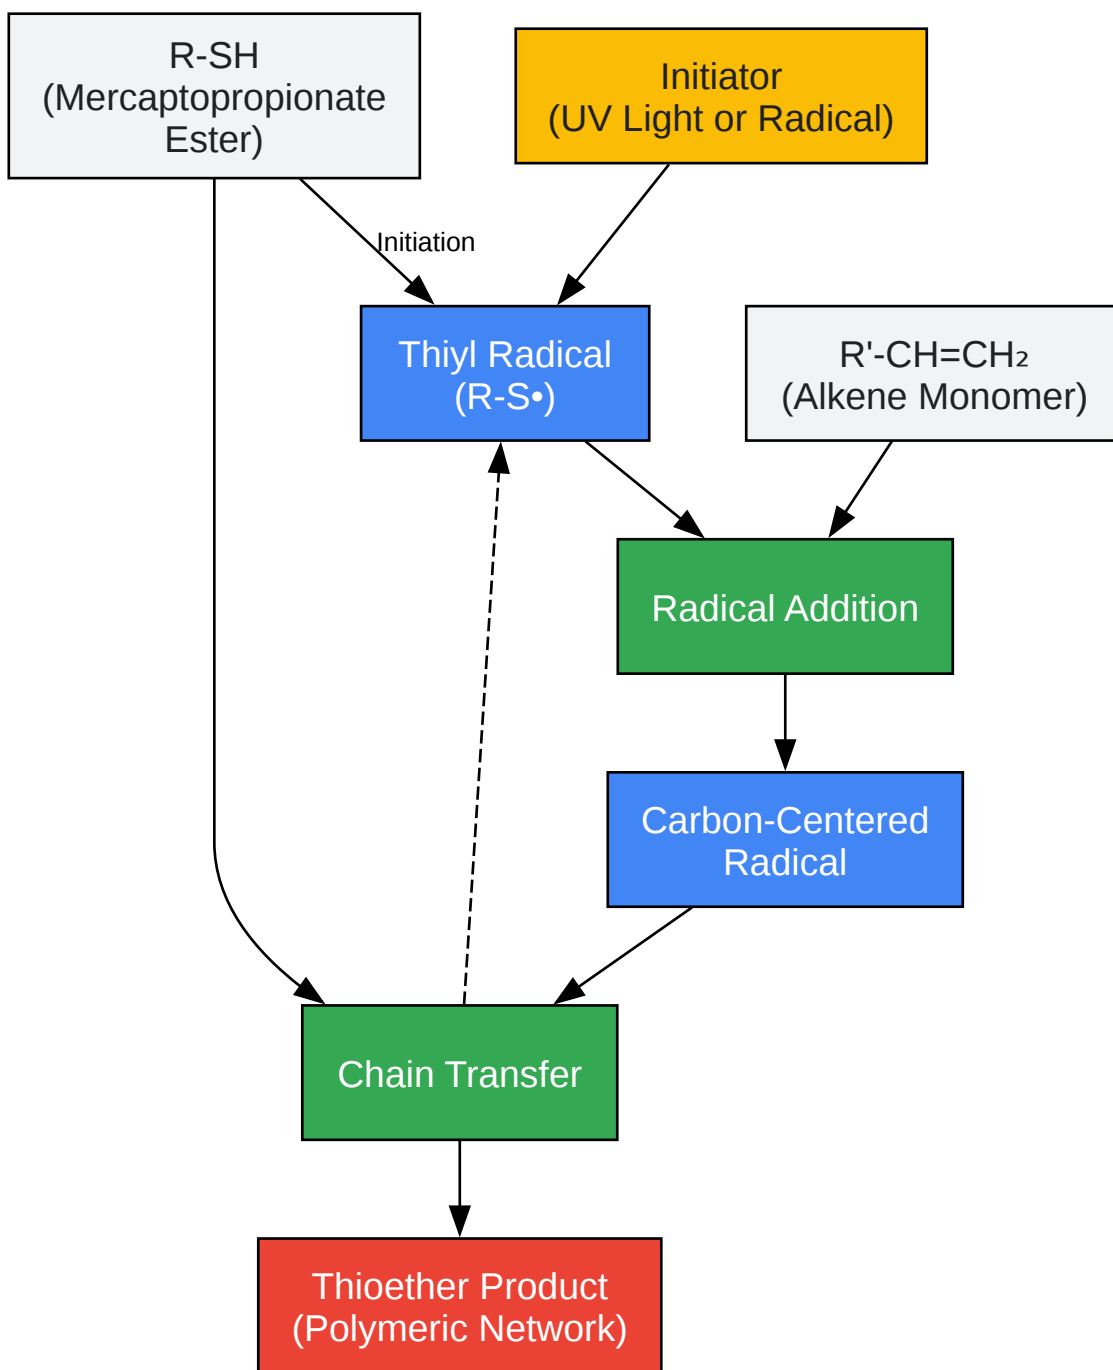 R-SH
(Mercaptopropionate
Ester)
Initiator
(UV Light or Radical)
Initiation
Thiyl Radical
(R-S•)
R'-CH=CH₂
(Alkene Monomer)
Radical Addition
Carbon-Centered
Radical
Chain Transfer
Thioether Product
(Polymeric Network)